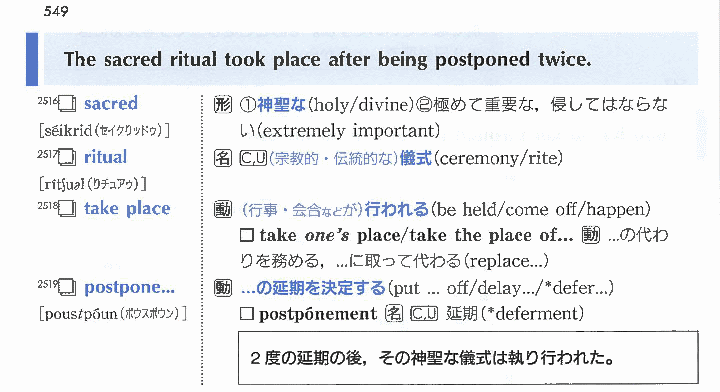 549
The sacred ritual took place after being postponed twice.
2516 sacred
[séikrid(セイクリッドゥ)]
形 ①神聖な(holy/divine)②極めて重要な，侵してはならな
い(extremely important)
2517 ritual
[rítʃuəl(リチュアゥ)]
名 C,U (宗教的・伝統的な)儀式(ceremony/rite)
2518 take place
動 (行事・会合などが)行われる(be held/come off/happen)
□ take one's place/take the place of... 動 ...の代わ
りを務める，...に取って代わる(replace...)
2519 postpone...
[poustpóun(ポウスポウン)]
動 ...の延期を決定する(put ... off/delay.../*defer...)
□ postpónement 名 C,U 延期(*deferment)
2度の延期の後，その神聖な儀式は執り行われた。